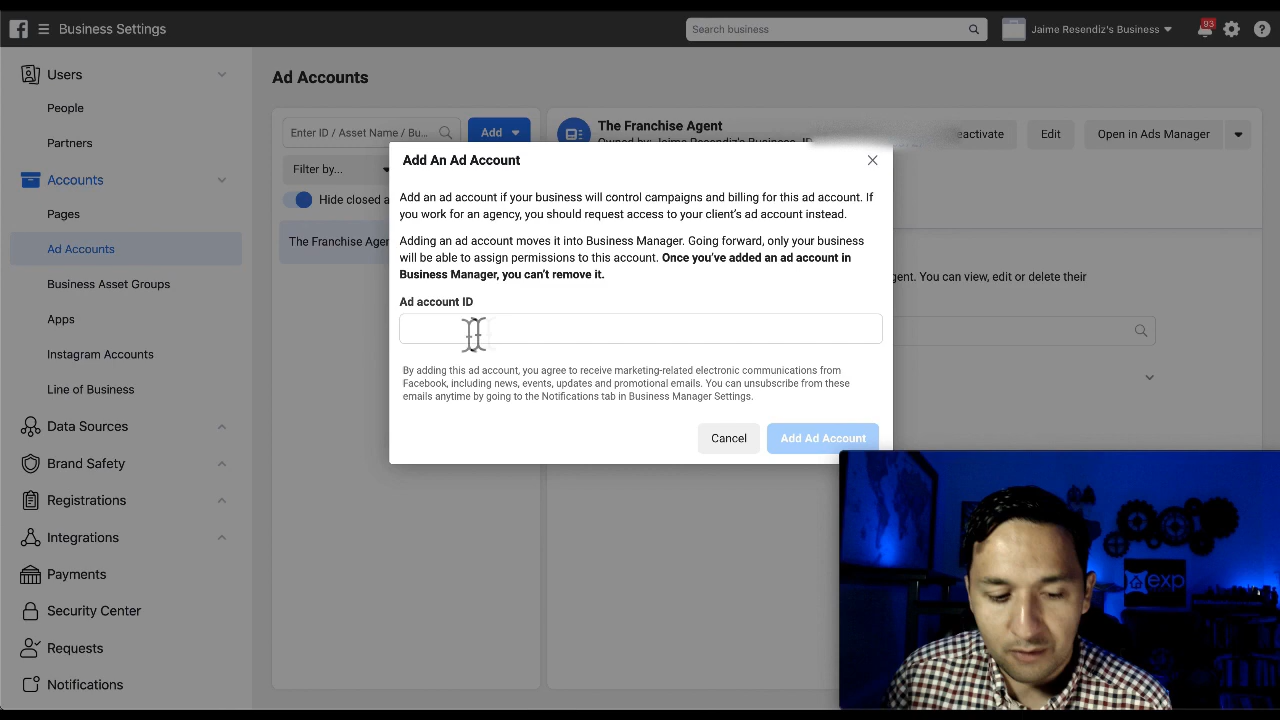 Business Settings
Search business
Jaime Resendiz's Business
93
Users
People
Partners
Accounts
Pages
Ad Accounts
Business Asset Groups
Apps
Instagram Accounts
Line of Business
Data Sources
Brand Safety
Registrations
Integrations
Payments
Security Center
Requests
Notifications
Ad Accounts
Enter ID / Asset Name / Bu...
Add
Filter by...
Hide closed a
The Franchise Agen
The Franchise Agent
Owned by: Jaime Resendiz's Business, ID
eactivate
Edit
Open in Ads Manager
gent. You can view, edit or delete their
Add An Ad Account
Add an ad account if your business will control campaigns and billing for this ad account. If
you work for an agency, you should request access to your client's ad account instead.
Adding an ad account moves it into Business Manager. Going forward, only your business
will be able to assign permissions to this account. Once you've added an ad account in
Business Manager, you can't remove it.
Ad account ID
By adding this ad account, you agree to receive marketing-related electronic communications from
Facebook, including news, events, updates and promotional emails. You can unsubscribe from these
emails anytime by going to the Notifications tab in Business Manager Settings.
Cancel
Add Ad Account
exp